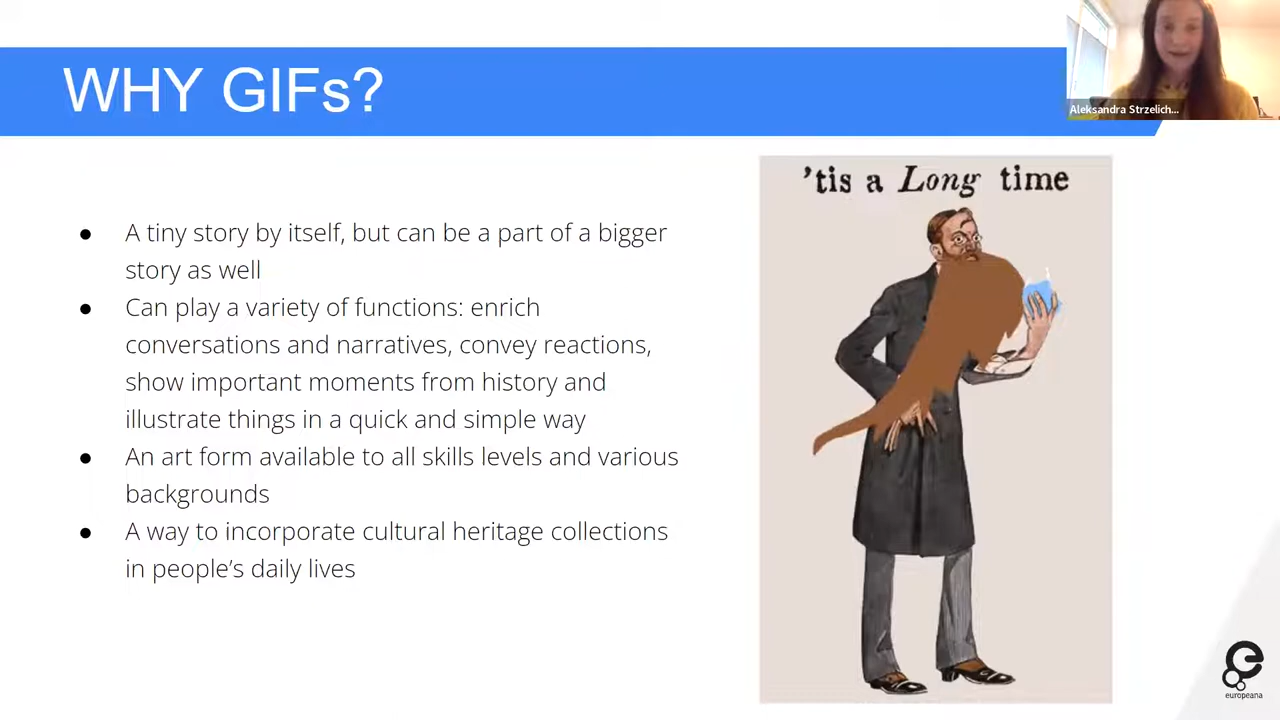 WHY GIFs?
Aleksandra Strzelich...
’tis a Long time
● A tiny story by itself, but can be a part of a bigger
story as well
● Can play a variety of functions: enrich
conversations and narratives, convey reactions,
show important moments from history and
illustrate things in a quick and simple way
● An art form available to all skills levels and various
backgrounds
● A way to incorporate cultural heritage collections
in people’s daily lives
europeana